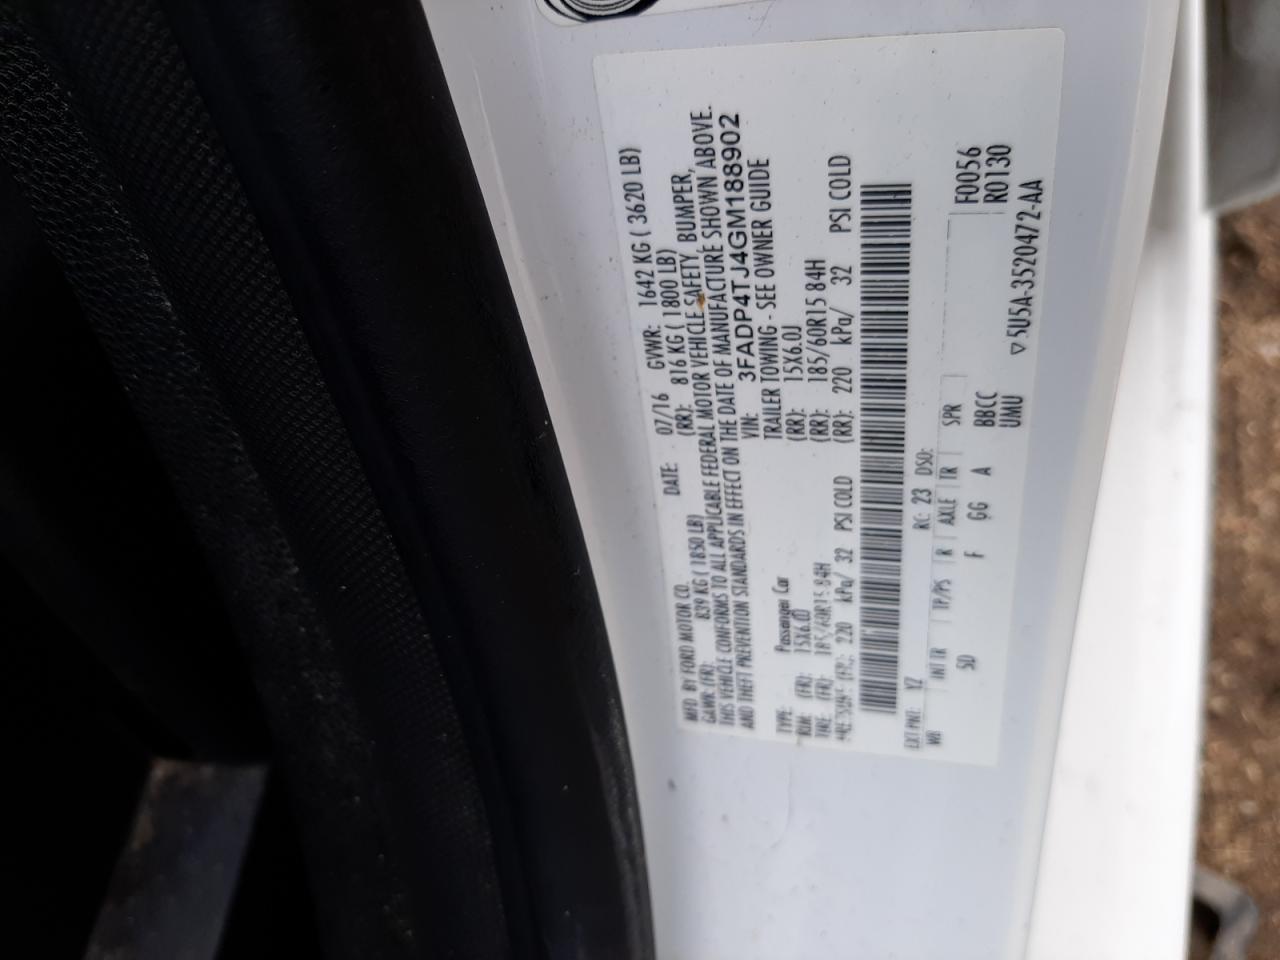 MFD BY FORD MOTOR CO. DATE: 07/16 GVWR: 1642 KG ( 3620 LB)
GAWR: (FR): 839 KG ( 1850 LB) (RR): 816 KG ( 1800 LB)
THIS VEHICLE CONFORMS TO ALL APPLICABLE FEDERAL MOTOR VEHICLE SAFETY, BUMPER,
AND THEFT PREVENTION STANDARDS IN EFFECT ON THE DATE OF MANUFACTURE SHOWN ABOVE.
VIN: 3FADP4TJ4GM188902
TYPE: Passenger Car TRAILER TOWING - SEE OWNER GUIDE
RIM: (FR): 15X6.0J (RR): 15X6.0J
TIRE: (FR): 185/60R15 84H (RR): 185/60R15 84H
(FR): 220 kPa/ 32 PSI COLD (RR): 220 kPa/ 32 PSI COLD
EXT PNT: YZ RC: 23 DSO: F0056
WB INT TR TP/PS R AXLE TR SPR R0130
5D F GG A BBCC
UMU ▽5U5A-3520472-AA